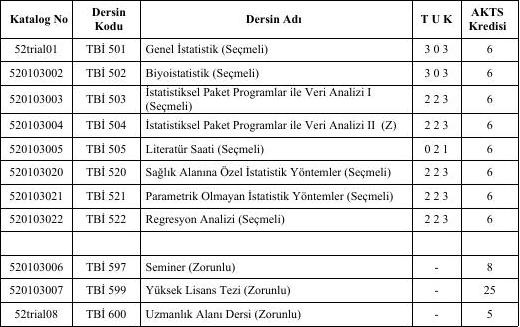 Katalog No Dersin Kodu Dersin Adı T U K AKTS Kredisi
52trial01 TBİ 501 Genel İstatistik (Seçmeli) 3 0 3 6
520103002 TBİ 502 Biyoistatistik (Seçmeli) 3 0 3 6
520103003 TBİ 503 İstatistiksel Paket Programlar ile Veri Analizi I (Seçmeli) 2 2 3 6
520103004 TBİ 504 İstatistiksel Paket Programlar ile Veri Analizi II (Z) 2 2 3 6
520103005 TBİ 505 Literatür Saati (Seçmeli) 0 2 1 6
520103020 TBİ 520 Sağlık Alanına Özel İstatistik Yöntemler (Seçmeli) 2 2 3 6
520103021 TBİ 521 Parametrik Olmayan İstatistik Yöntemler (Seçmeli) 2 2 3 6
520103022 TBİ 522 Regresyon Analizi (Seçmeli) 2 2 3 6
520103006 TBİ 597 Seminer (Zorunlu) - 8
520103007 TBİ 599 Yüksek Lisans Tezi (Zorunlu) - 25
52trial08 TBİ 600 Uzmanlık Alanı Dersi (Zorunlu) - 5